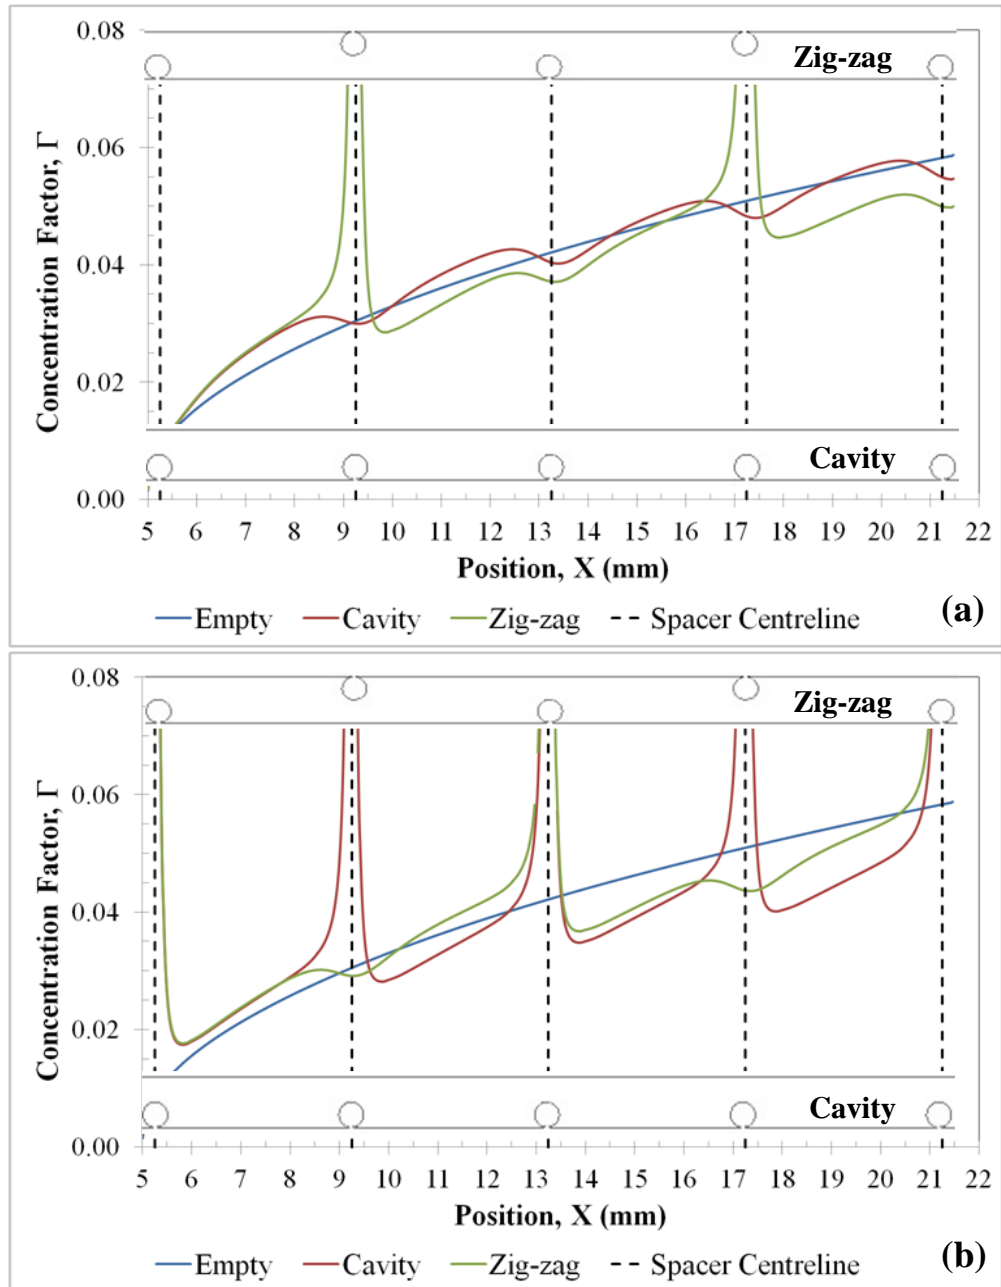 0.08
Zig-zag
0.06
Concentration Factor, Γ
0.04
0.02
Cavity
0.00
5 6 7 8 9 10 11 12 13 14 15 16 17 18 19 20 21 22
Position, X (mm)
Empty Cavity Zig-zag Spacer Centreline (a)
0.08
Zig-zag
0.06
Concentration Factor, Γ
0.04
0.02
Cavity
0.00
5 6 7 8 9 10 11 12 13 14 15 16 17 18 19 20 21 22
Position, X (mm)
Empty Cavity Zig-zag Spacer Centreline (b)